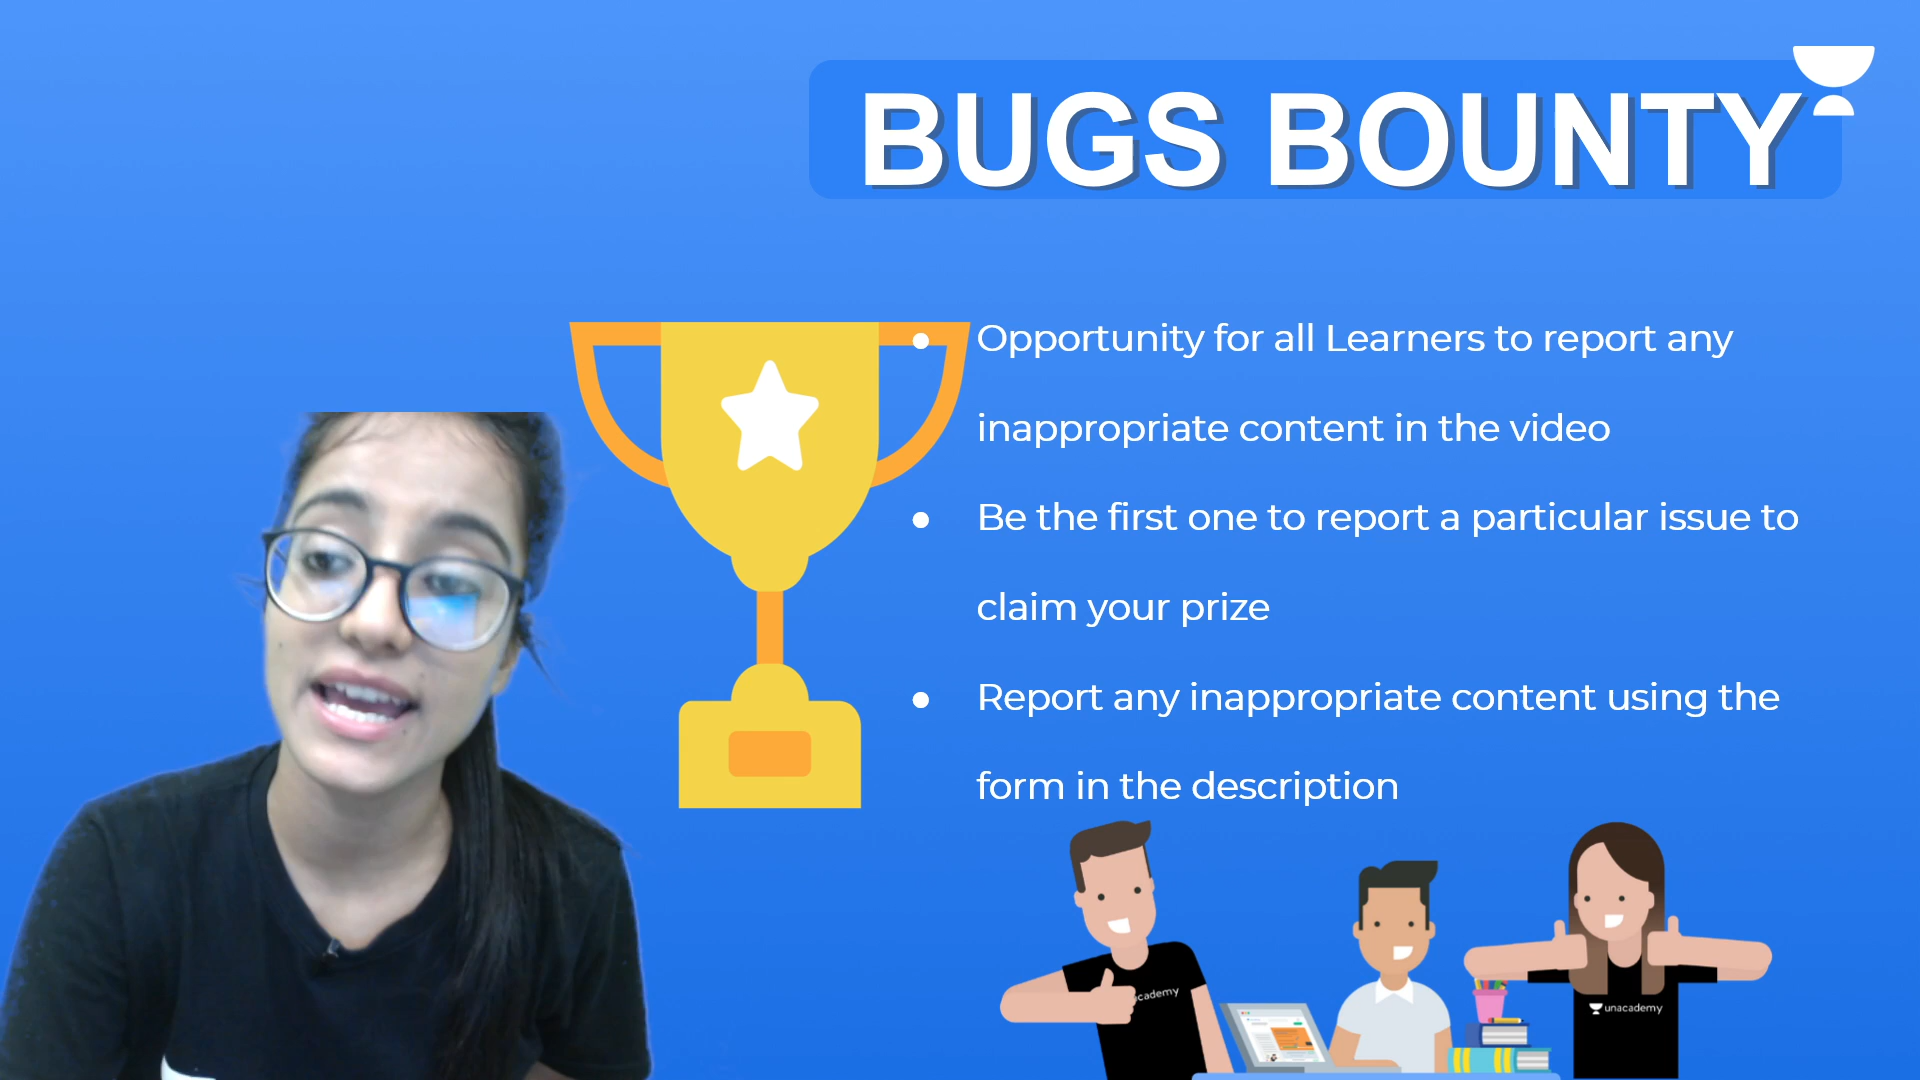 BUGS BOUNTY
● Opportunity for all Learners to report any
inappropriate content in the video
● Be the first one to report a particular issue to
claim your prize
● Report any inappropriate content using the
form in the description
unacademy